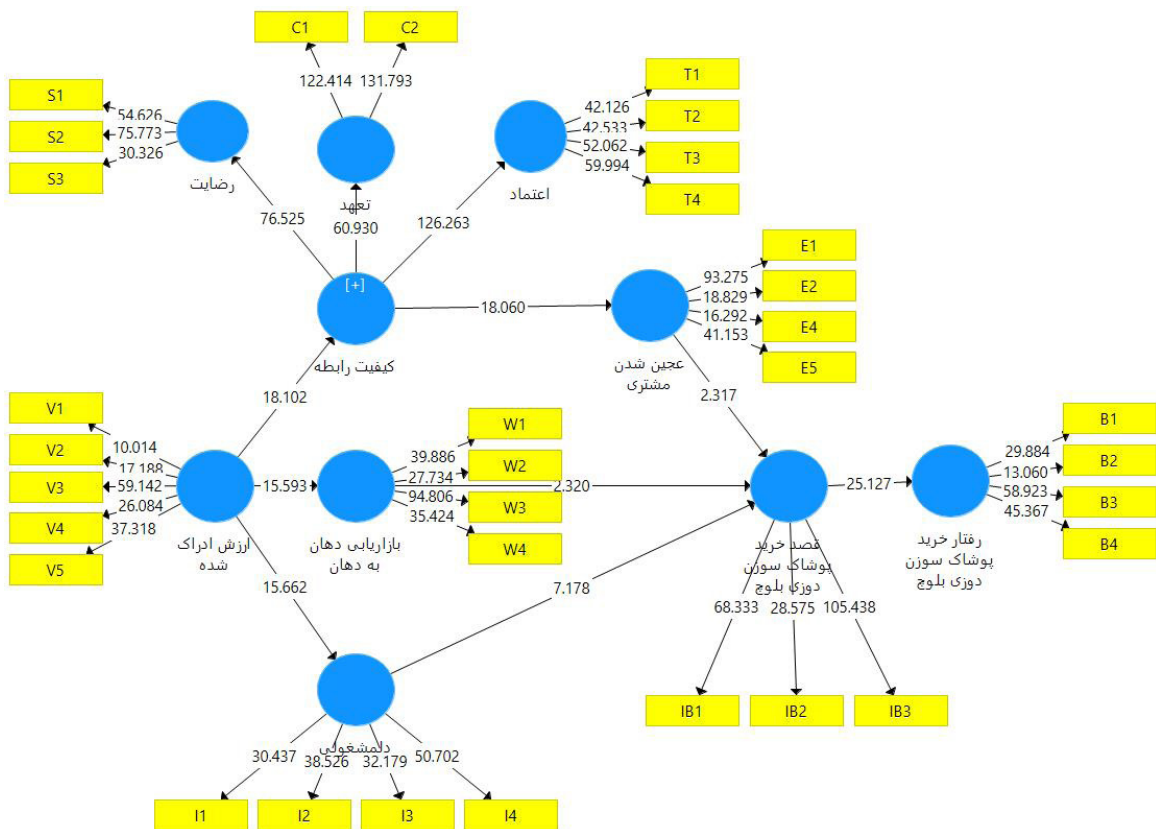 C1
C2
122.414
131.793
S1
S2
S3
54.626
75.773
30.326
رضایت
تعهد
T1
T2
T3
T4
42.126
42.533
52.062
59.994
اعتماد
76.525
60.930
126.263
[+]
کیفیت رابطه
18.060
E1
E2
E4
E5
93.275
18.829
16.292
41.153
عجین شدن
مشتری
18.102
2.317
V1
V2
V3
V4
V5
10.014
17.188
59.142
26.084
37.318
ارزش ادراک
شده
15.593
W1
W2
W3
W4
39.886
27.734
94.806
35.424
بازاریابی دهان
به دهان
2.320
قصد خرید
پوشاک سوزن
دوزی بلوچ
25.127
B1
B2
B3
B4
29.884
13.060
58.923
45.367
رفتار خرید
پوشاک سوزن
دوزی بلوچ
15.662
7.178
68.333
28.575
105.438
IB1
IB2
IB3
دلمشغولی
30.437
38.526
32.179
50.702
I1
I2
I3
I4